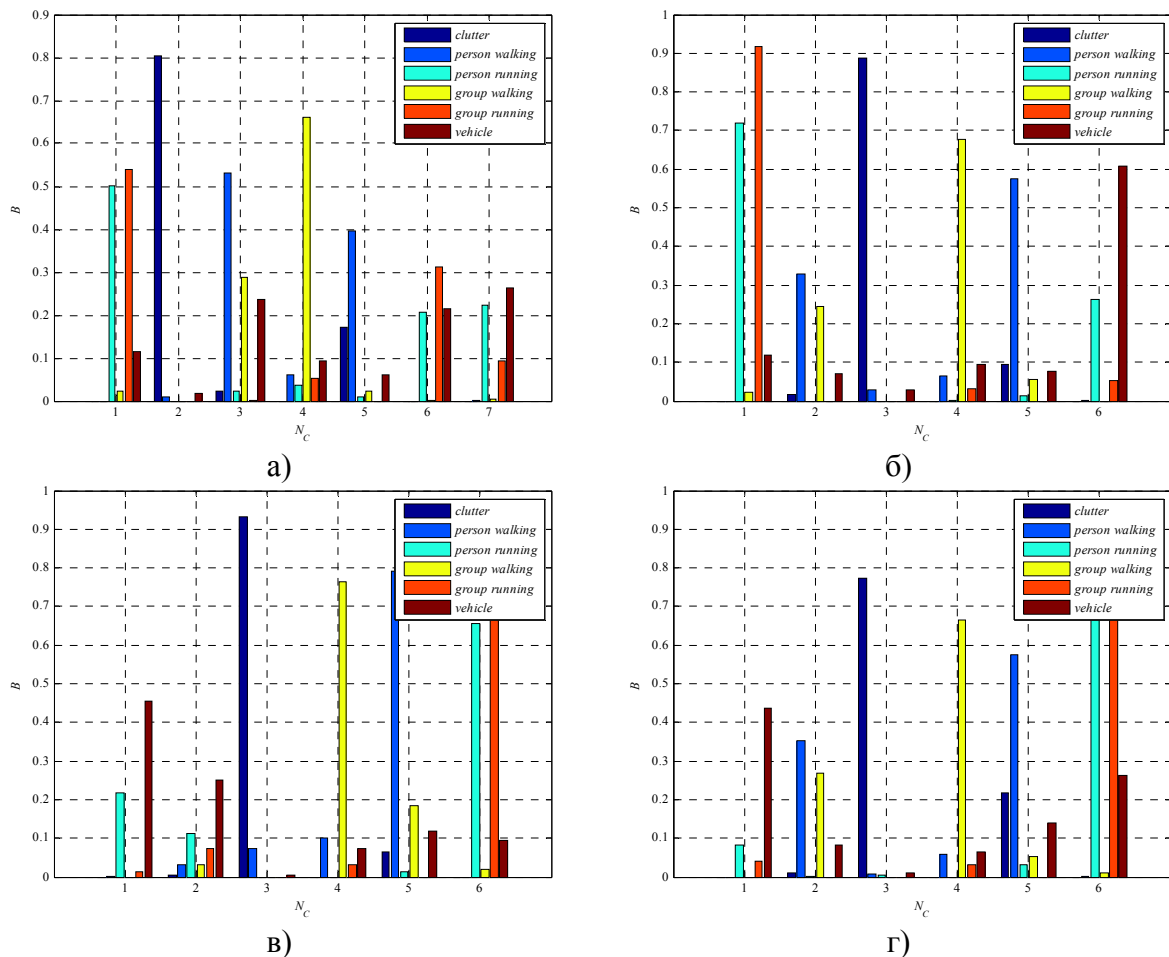 0.9
0.8
0.7
0.6
0.5
0.4
0.3
0.2
0.1
0
B
1 2 3 4 5 6 7
N_C
clutter
person walking
person running
group walking
group running
vehicle
а)
1
0.9
0.8
0.7
0.6
0.5
0.4
0.3
0.2
0.1
0
B
1 2 3 4 5 6
N_C
clutter
person walking
person running
group walking
group running
vehicle
б)
1
0.9
0.8
0.7
0.6
0.5
0.4
0.3
0.2
0.1
0
B
1 2 3 4 5 6
N_C
clutter
person walking
person running
group walking
group running
vehicle
в)
1
0.9
0.8
0.7
0.6
0.5
0.4
0.3
0.2
0.1
0
B
1 2 3 4 5 6
N_C
clutter
person walking
person running
group walking
group running
vehicle
г)